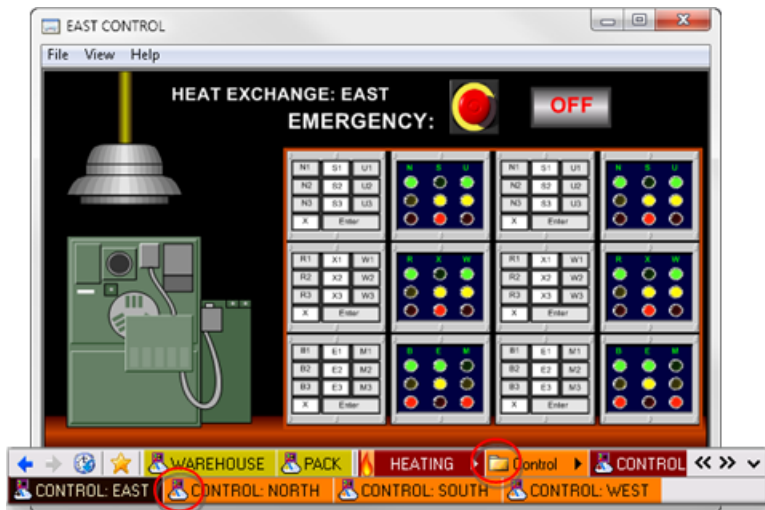 EAST CONTROL
File View Help
HEAT EXCHANGE: EAST
EMERGENCY: OFF
N1 S1 U1 N S U N1 S1 U1 N S U
N2 S2 U2 N2 S2 U2
N3 S3 U3 N3 S3 U3
X Enter X Enter
R1 X1 W1 R X W R1 X1 W1 R X W
R2 X2 W2 R2 X2 W2
R3 X3 W3 R3 X3 W3
X Enter X Enter
B1 E1 M1 B E M B1 E1 M1 B E M
B2 E2 M2 B2 E2 M2
B3 E3 M3 B3 E3 M3
X Enter X Enter
WAREHOUSE PACK HEATING Control CONTROL
CONTROL: EAST CONTROL: NORTH CONTROL: SOUTH CONTROL: WEST